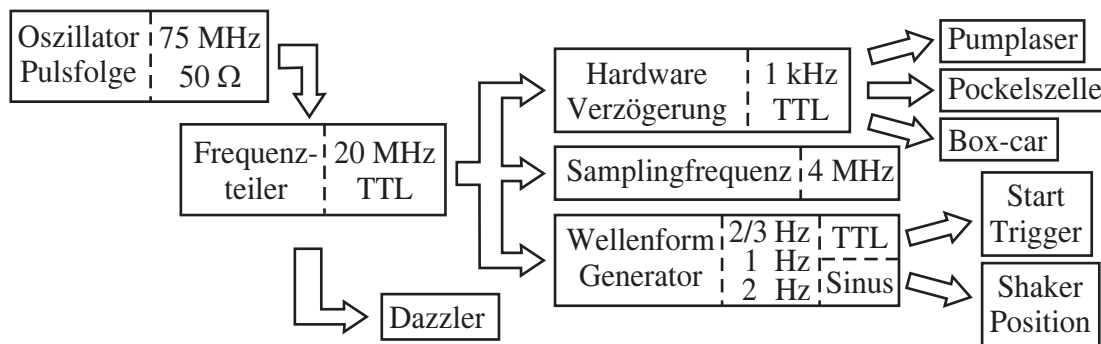 Oszillator 75 MHz
Pulsfolge 50 Ω
Frequenz- 20 MHz
teiler TTL
Dazzler
Hardware 1 kHz
Verzögerung TTL
Samplingfrequenz 4 MHz
Wellenform 2/3 Hz TTL
Generator 1 Hz
2 Hz Sinus
Pumplaser
Pockelszelle
Box-car
Start
Trigger
Shaker
Position